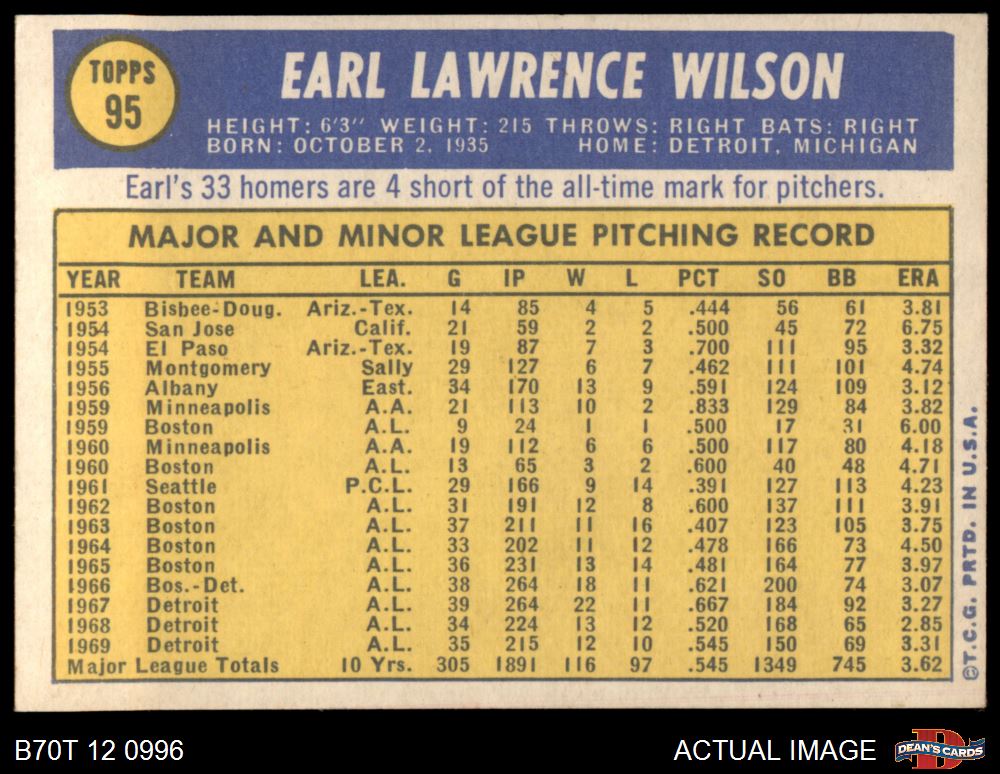 TOPPS
95
EARL LAWRENCE WILSON
HEIGHT: 6'3" WEIGHT: 215 THROWS: RIGHT BATS: RIGHT
BORN: OCTOBER 2, 1935 HOME: DETROIT, MICHIGAN
Earl's 33 homers are 4 short of the all-time mark for pitchers.
MAJOR AND MINOR LEAGUE PITCHING RECORD
YEAR TEAM LEA. G IP W L PCT SO BB ERA
1953 Bisbee-Doug. Ariz.-Tex. 14 85 4 5 .444 56 61 3.81
1954 San Jose Calif. 21 59 2 2 .500 45 72 6.75
1954 El Paso Ariz.-Tex. 19 87 7 3 .700 111 95 3.32
1955 Montgomery Sally 29 127 6 7 .462 111 101 4.74
1956 Albany East. 34 170 13 9 .591 124 109 3.12
1959 Minneapolis A.A. 21 113 10 2 .833 129 84 3.82
1959 Boston A.L. 9 24 1 1 .500 17 31 6.00
1960 Minneapolis A.A. 19 112 6 6 .500 117 80 4.18
1960 Boston A.L. 13 65 3 2 .600 40 48 4.71
1961 Seattle P.C.L. 29 166 9 14 .391 127 113 4.23
1962 Boston A.L. 31 191 12 8 .600 137 111 3.91
1963 Boston A.L. 37 211 11 16 .407 123 105 3.75
1964 Boston A.L. 33 202 11 12 .478 166 73 4.50
1965 Boston A.L. 36 231 13 14 .481 164 77 3.97
1966 Bos.-Det. A.L. 38 264 18 11 .621 200 74 3.07
1967 Detroit A.L. 39 264 22 11 .667 184 92 3.27
1968 Detroit A.L. 34 224 13 12 .520 168 65 2.85
1969 Detroit A.L. 35 215 12 10 .545 150 69 3.31
Major League Totals 10 Yrs. 305 1891 116 97 .545 1349 745 3.62
©T.C.G. PRTD. IN U.S.A.
B70T 12 0996
ACTUAL IMAGE
DEAN'S CARDS